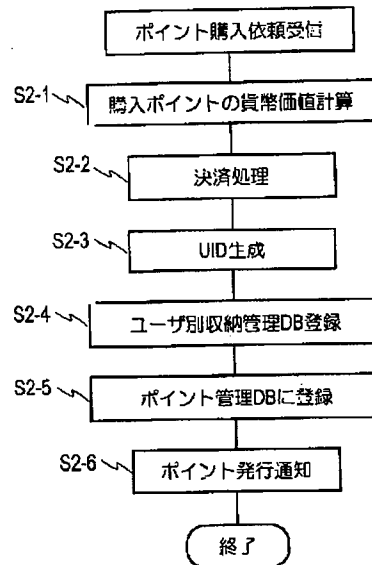 ポイント購入依頼受信
S2-1
購入ポイントの貨幣価値計算
S2-2
決済処理
S2-3
UID生成
S2-4
ユーザ別収納管理DB登録
S2-5
ポイント管理DBに登録
S2-6
ポイント発行通知
終了